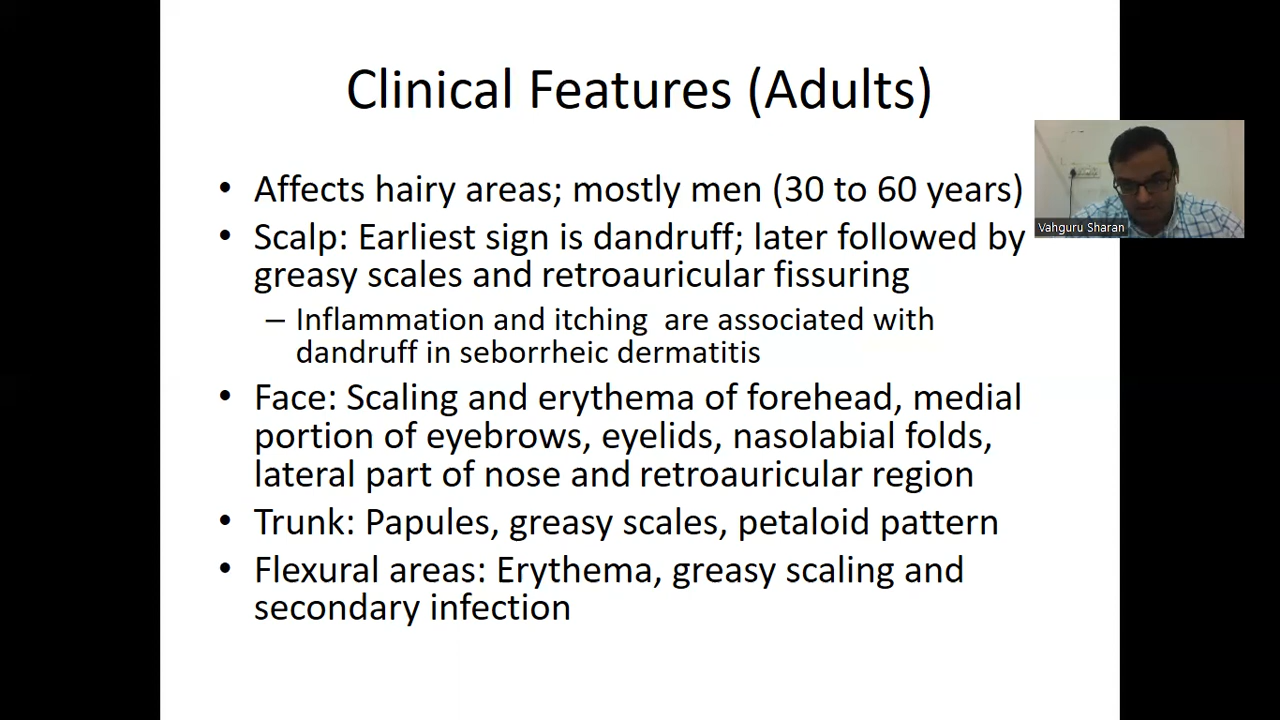 Clinical Features (Adults)
• Affects hairy areas; mostly men (30 to 60 years)
• Scalp: Earliest sign is dandruff; later followed by
greasy scales and retroauricular fissuring
– Inflammation and itching  are associated with
dandruff in seborrheic dermatitis
• Face: Scaling and erythema of forehead, medial
portion of eyebrows, eyelids, nasolabial folds,
lateral part of nose and retroauricular region
• Trunk: Papules, greasy scales, petaloid pattern
• Flexural areas: Erythema, greasy scaling and
secondary infection
Vahguru Sharan